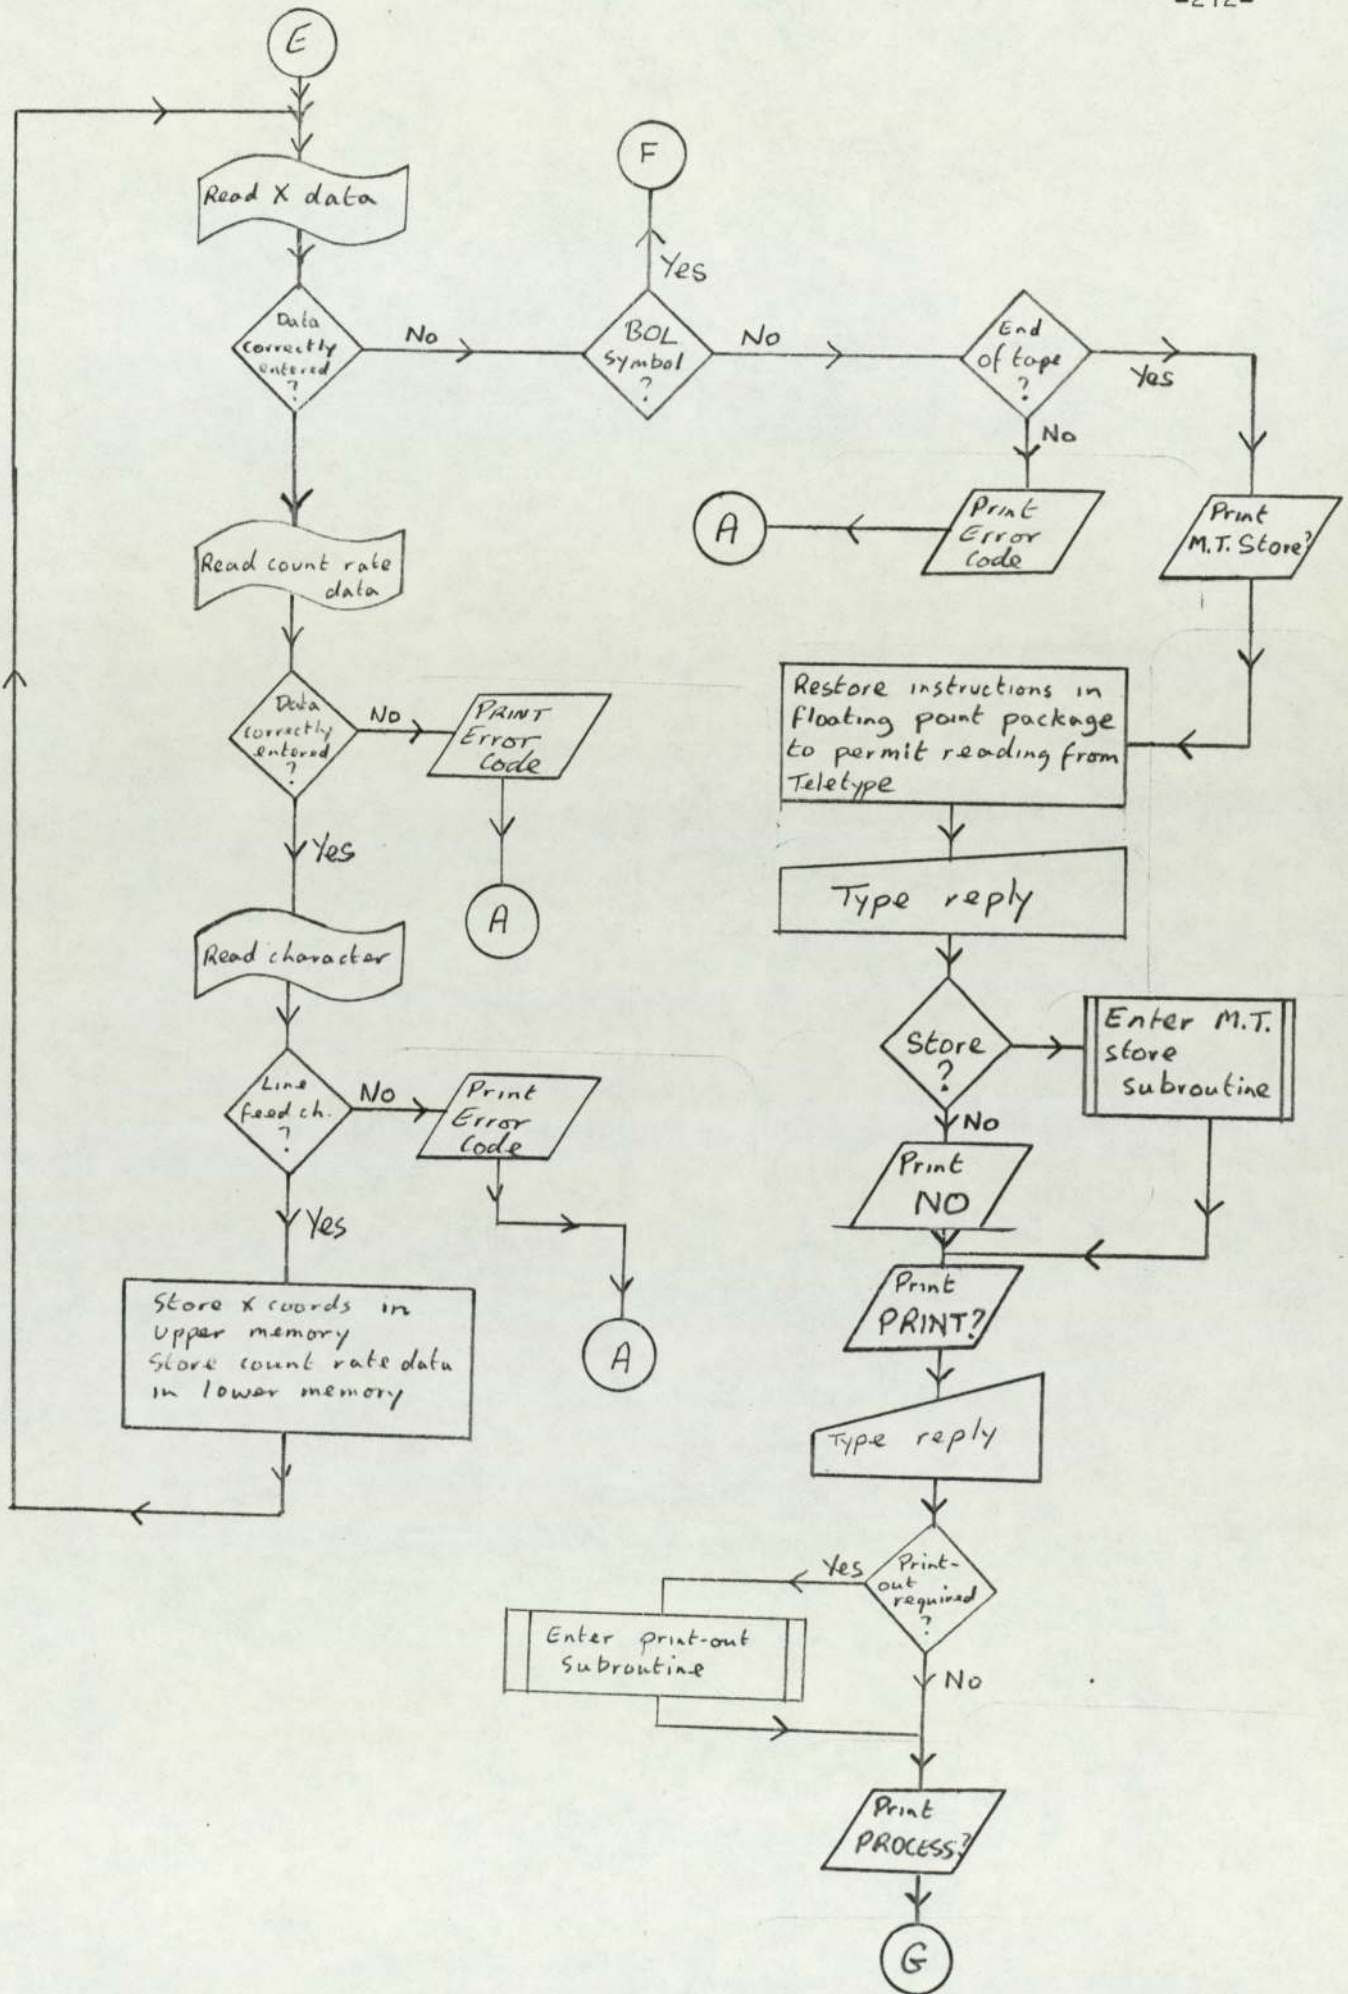 -212-
E
Read X data
F
Yes
Data
correctly
entered
?
No
BOL
symbol
?
No
End
of tape
?
Yes
No
A
Print
Error
Code
Print
M.T. Store?
Read count rate
data
Data
correctly
entered
?
No
PRINT
Error
Code
Yes
A
Restore instructions in
floating point package
to permit reading from
Teletype
Type reply
Read character
Store
?
Enter M.T.
store
subroutine
No
Line
feed ch.
?
No
Print
Error
Code
Yes
A
Print
NO
Store X coords in
upper memory
Store count rate data
in lower memory
Print
PRINT?
Type reply
Print-
out
required
?
Yes
Enter print-out
subroutine
No
Print
PROCESS?
G